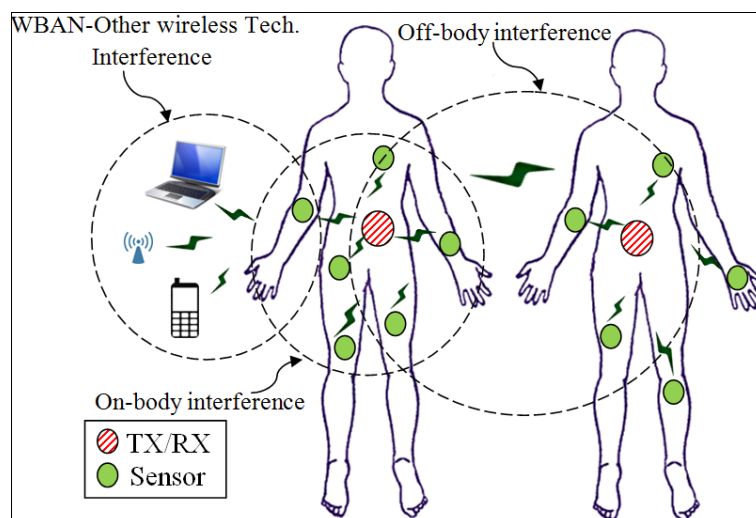 WBAN-Other wireless Tech.
Interference
Off-body interference
On-body interference
TX/RX
Sensor